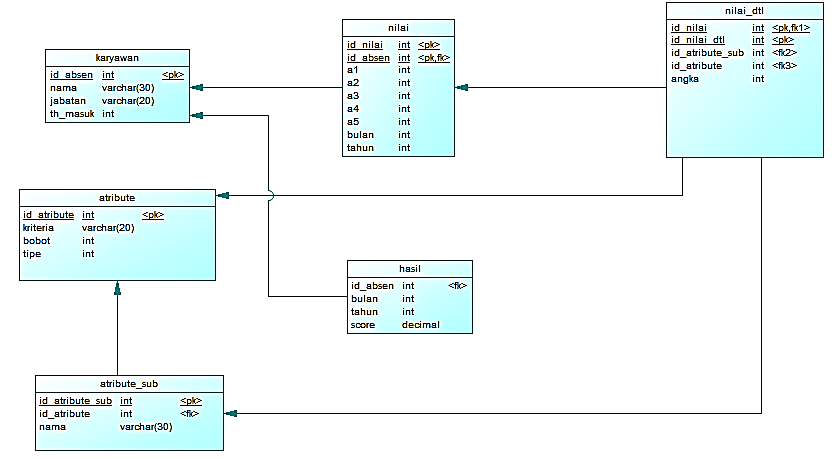 karyawan
id_absen int <pk>
nama varchar(30)
jabatan varchar(20)
th_masuk int
nilai
id_nilai int <pk>
id_absen int <pk,fk>
a1 int
a2 int
a3 int
a4 int
a5 int
bulan int
tahun int
nilai_dtl
id_nilai int <pk,fk1>
id_nilai_dtl int <pk>
id_atribute_sub int <fk2>
id_atribute int <fk3>
angka int
atribute
id_atribute int <pk>
kriteria varchar(20)
bobot int
tipe int
hasil
id_absen int <fk>
bulan int
tahun int
score decimal
atribute_sub
id_atribute_sub int <pk>
id_atribute int <fk>
nama varchar(30)